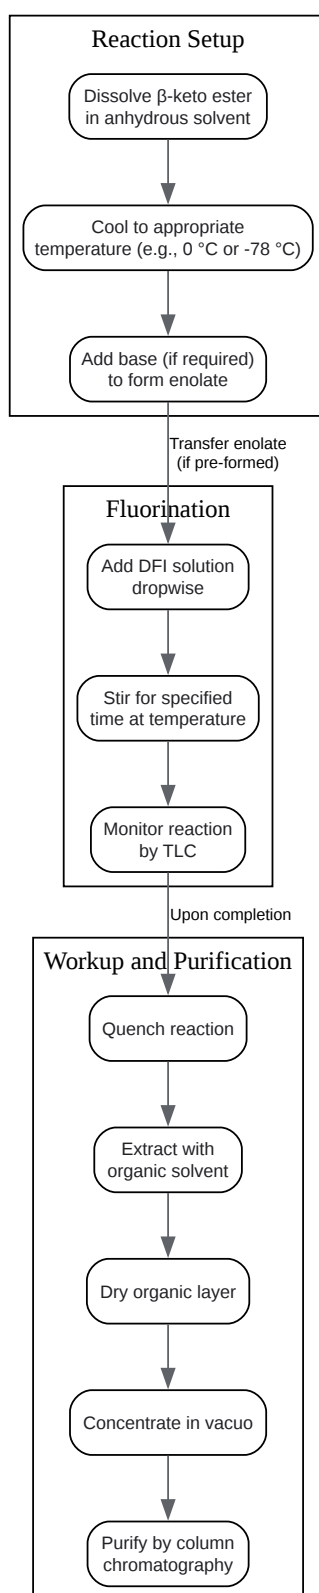 Reaction Setup
Dissolve β-keto ester
in anhydrous solvent
Cool to appropriate
temperature (e.g., 0 °C or -78 °C)
Add base (if required)
to form enolate
Transfer enolate
(if pre-formed)
Fluorination
Add DFI solution
dropwise
Stir for specified
time at temperature
Monitor reaction
by TLC
Upon completion
Workup and Purification
Quench reaction
Extract with
organic solvent
Dry organic layer
Concentrate in vacuo
Purify by column
chromatography